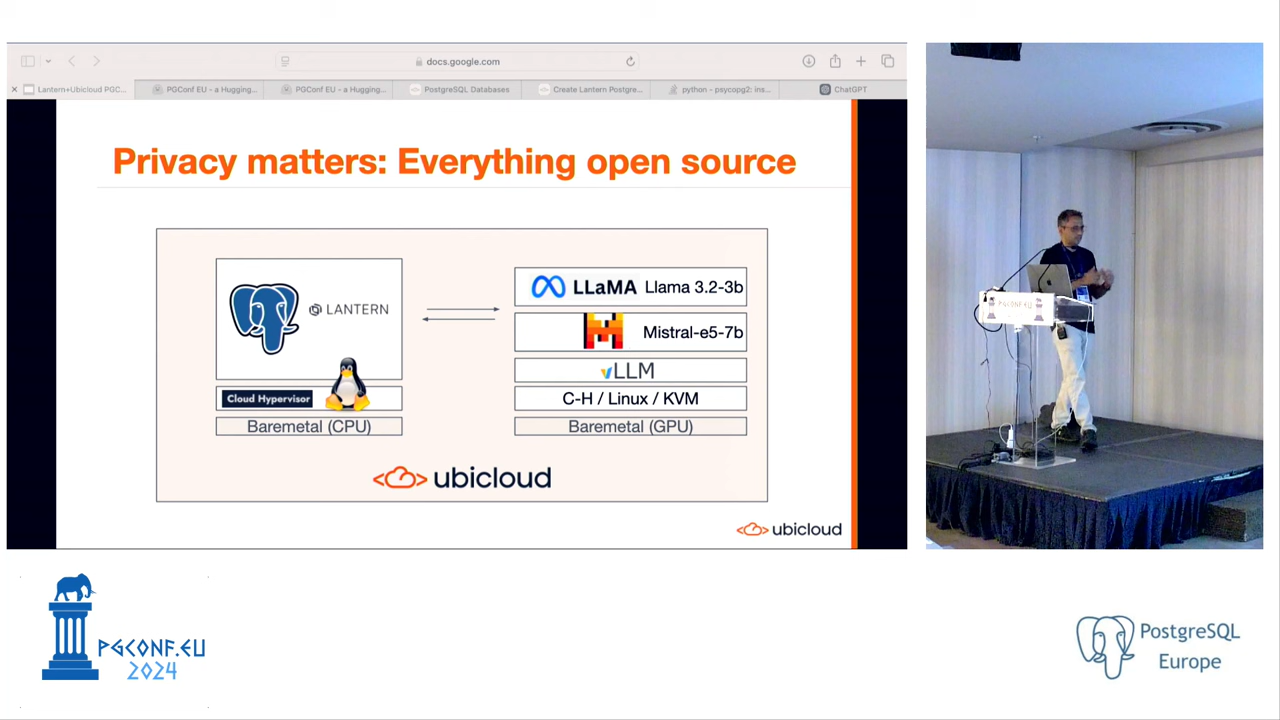 docs.google.com
Lantern+Ubicloud PGC...
PGConf EU - a Hugging...
PGConf EU - a Hugging...
PostgreSQL Databases
Create Lantern Postgre...
python - psycopg2: ins...
ChatGPT
Privacy matters: Everything open source
LANTERN
Cloud Hypervisor
Baremetal (CPU)
LLaMA Llama 3.2-3b
Mistral-e5-7b
vLLM
C-H / Linux / KVM
Baremetal (GPU)
ubicloud
ubicloud
PGCONF.EU
PGCONF.EU
2024
PostgreSQL
Europe